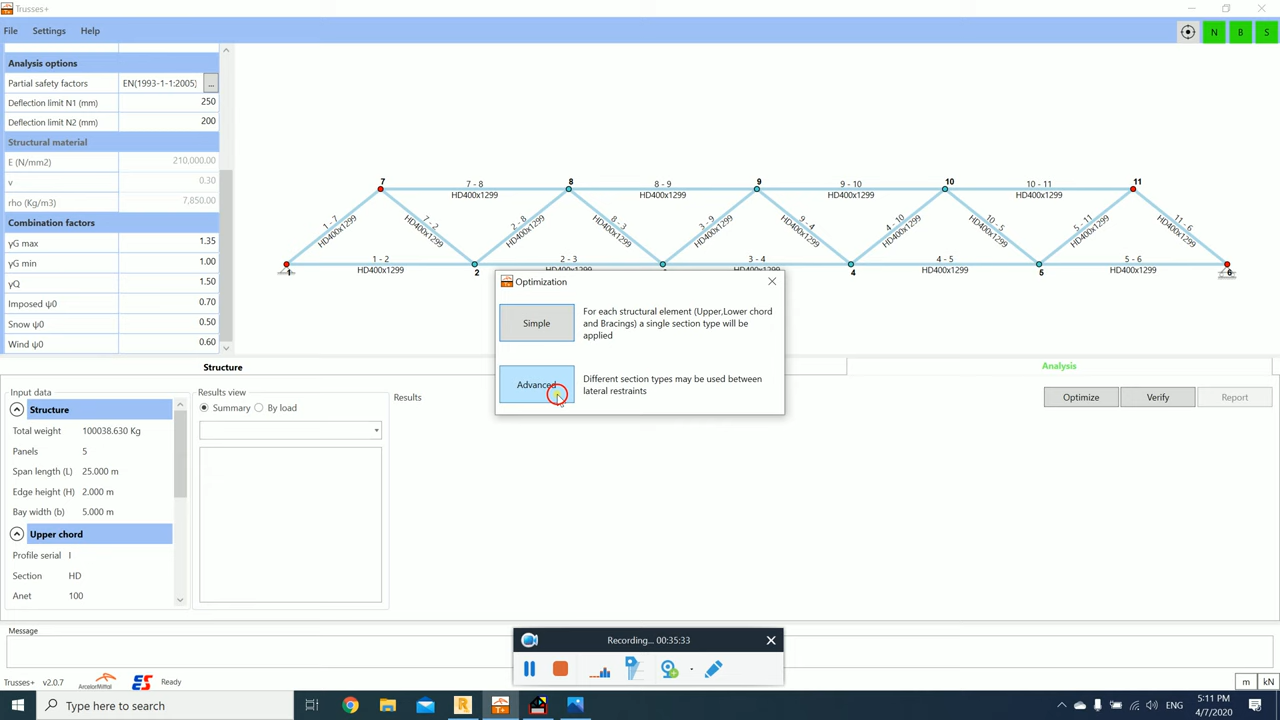 Trusses+
File Settings Help
N B S
Analysis options
Partial safety factors EN(1993-1-1:2005) ...
Deflection limit N1 (mm) 250
Deflection limit N2 (mm) 200
Structural material
E (N/mm2) 210,000.00
v 0.30
rho (Kg/m3) 7,850.00
Combination factors
γG max 1.35
γG min 1.00
γQ 1.50
Imposed ψ0 0.70
Snow ψ0 0.50
Wind ψ0 0.60
7 8 9 10 11
7 - 8 8 - 9 9 - 10 10 - 11
HD400x1299 HD400x1299 HD400x1299 HD400x1299
1 - 7 7 - 2 2 - 8 8 - 3 3 - 9 9 - 4 4 - 10 10 - 5 5 - 11 11 - 6
HD400x1299 HD400x1299 HD400x1299 HD400x1299 HD400x1299 HD400x1299 HD400x1299 HD400x1299 HD400x1299 HD400x1299
1 - 2 2 - 3 3 - 4 4 - 5 5 - 6
HD400x1299 HD400x1299 HD400x1299 HD400x1299 HD400x1299
1 2 4 5 6
Optimization
Simple
For each structural element (Upper,Lower chord
and Bracings) a single section type will be
applied
Advanced
Different section types may be used between
lateral restraints
Structure Analysis
Input data
Structure
Total weight 100038.630 Kg
Panels 5
Span length (L) 25.000 m
Edge height (H) 2.000 m
Bay width (b) 5.000 m
Upper chord
Profile serial I
Section HD
Anet 100
Results view
Summary By load
Results
Optimize Verify Report
Message
Recording... 00:35:33
Trusses+ v2.0.7 ArcelorMittal ES Ready
m kN
Type here to search
5:11 PM
4/7/2020